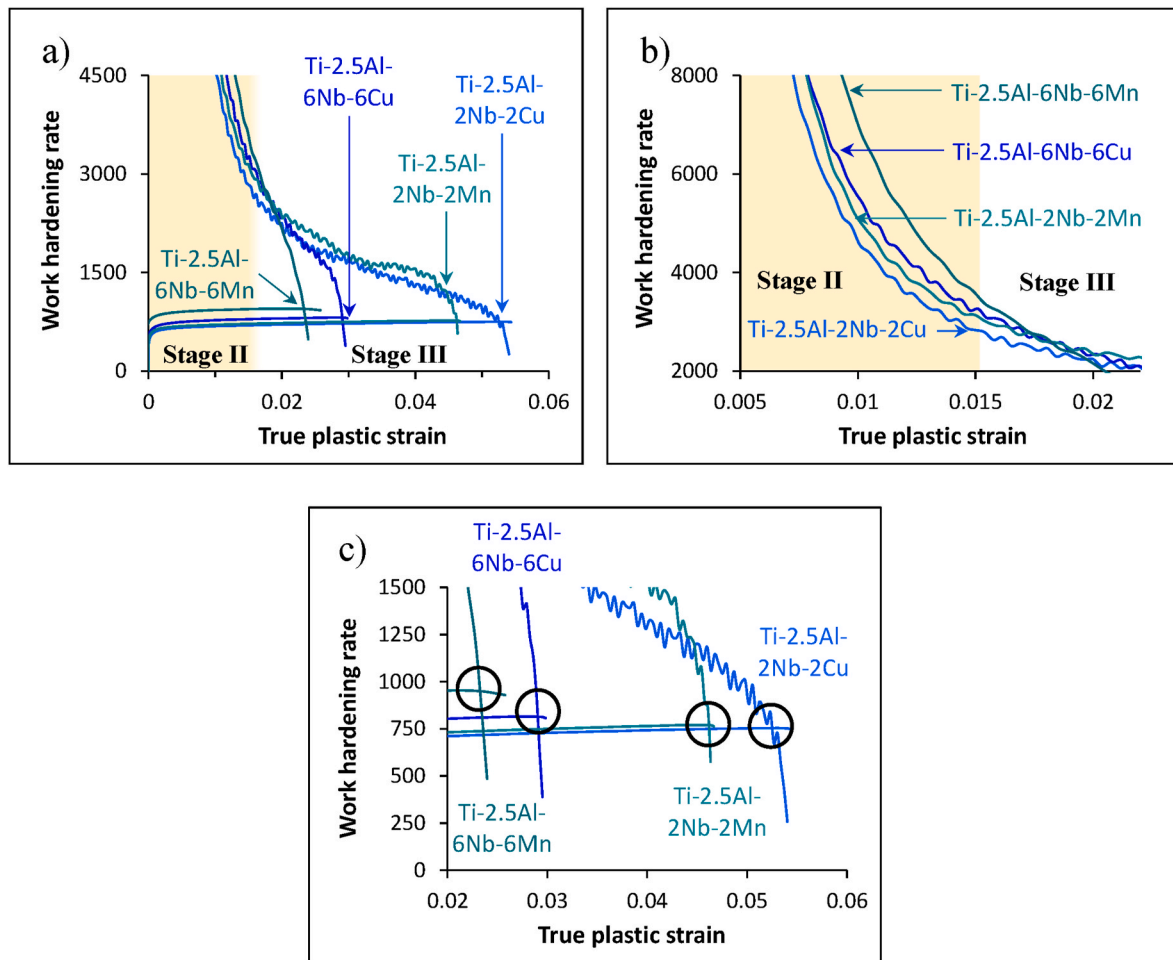 a)
4500
3000
1500
0
Work hardening rate
Ti-2.5Al-
6Nb-6Cu
Ti-2.5Al-
2Nb-2Cu
Ti-2.5Al-
2Nb-2Mn
Ti-2.5Al-
6Nb-6Mn
Stage II
Stage III
0
0.02
0.04
0.06
True plastic strain
b)
8000
6000
4000
2000
Work hardening rate
Ti-2.5Al-6Nb-6Mn
Ti-2.5Al-6Nb-6Cu
Ti-2.5Al-2Nb-2Mn
Stage II
Stage III
Ti-2.5Al-2Nb-2Cu
0.005
0.01
0.015
0.02
True plastic strain
c)
Ti-2.5Al-
6Nb-6Cu
1500
1250
1000
750
500
250
0
Work hardening rate
Ti-2.5Al-
2Nb-2Cu
Ti-2.5Al-
6Nb-6Mn
Ti-2.5Al-
2Nb-2Mn
0.02
0.03
0.04
0.05
0.06
True plastic strain